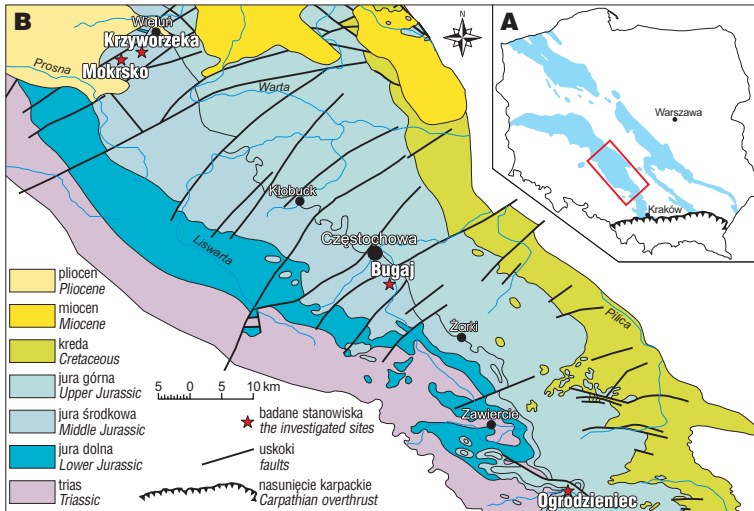 B
Wieluń
Krzyworzeka
Mokrsko
Prosna
Warta
Kłobuck
Częstochowa
Bugaj
Liswarta
Żarki
Pilica
Zawiercie
Ogrodzieniec
N
A
Warszawa
Kraków
pliocen
Pliocene
miocen
Miocene
kreda
Cretaceous
jura górna
Upper Jurassic
jura środkowa
Middle Jurassic
jura dolna
Lower Jurassic
trias
Triassic
5 0 10 km
badane stanowiska
the investigated sites
uskoki
faults
nasunięcie karpackie
Carpathian overthrust